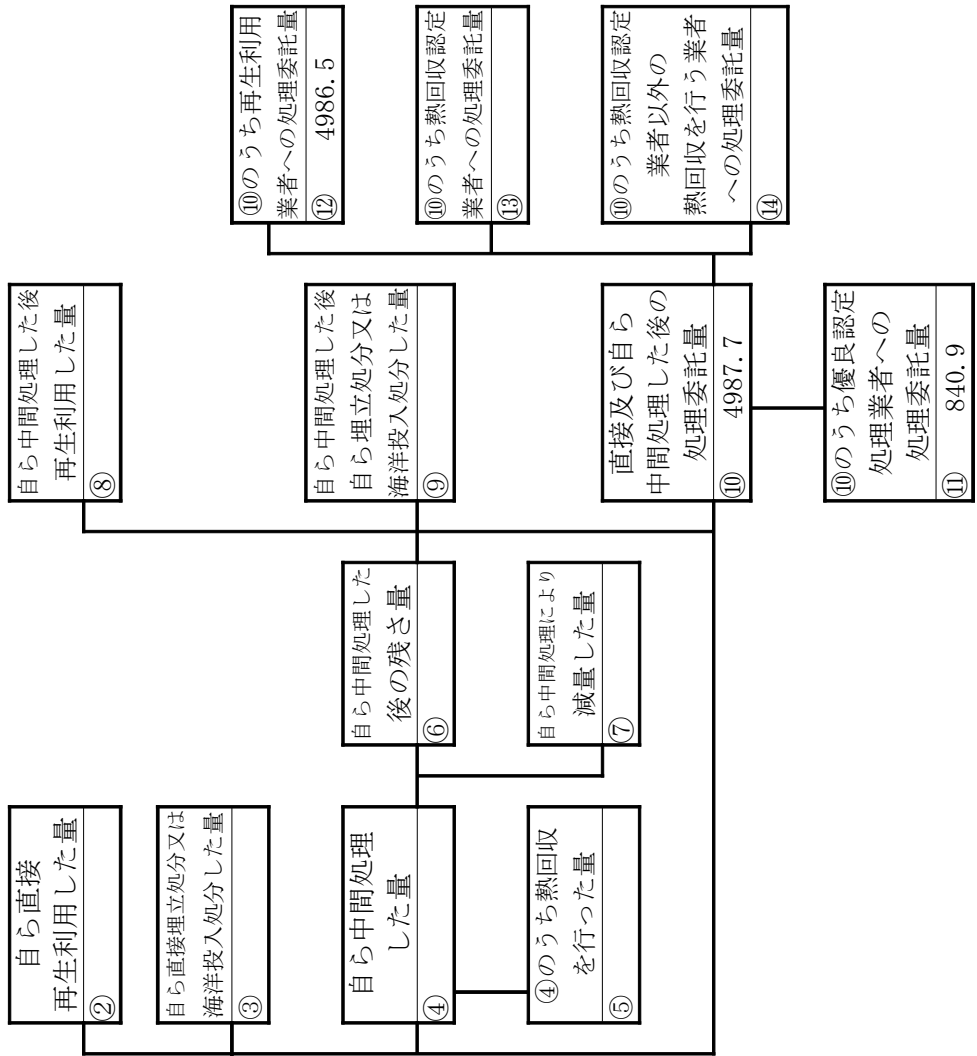 自ら直接
再生利用した量
②
自ら直接埋立処分又は
海洋投入処分した量
③
自ら中間処理
した量
④
④のうち熱回収
を行った量
⑤
自ら中間処理した
後の残さ量
⑥
自ら中間処理により
減量した量
⑦
自ら中間処理した後
再生利用した量
⑧
自ら中間処理した後
自ら埋立処分又は
海洋投入処分した量
⑨
直接及び自ら
中間処理した後の
処理委託量
⑩ 4987.7
⑩のうち優良認定
処理業者への
処理委託量
⑪ 840.9
⑩のうち再生利用
業者への処理委託量
⑫ 4986.5
⑩のうち熱回収認定
業者への処理委託量
⑬
⑩のうち熱回収認定
業者以外の
熱回収を行う業者
への処理委託量
⑭